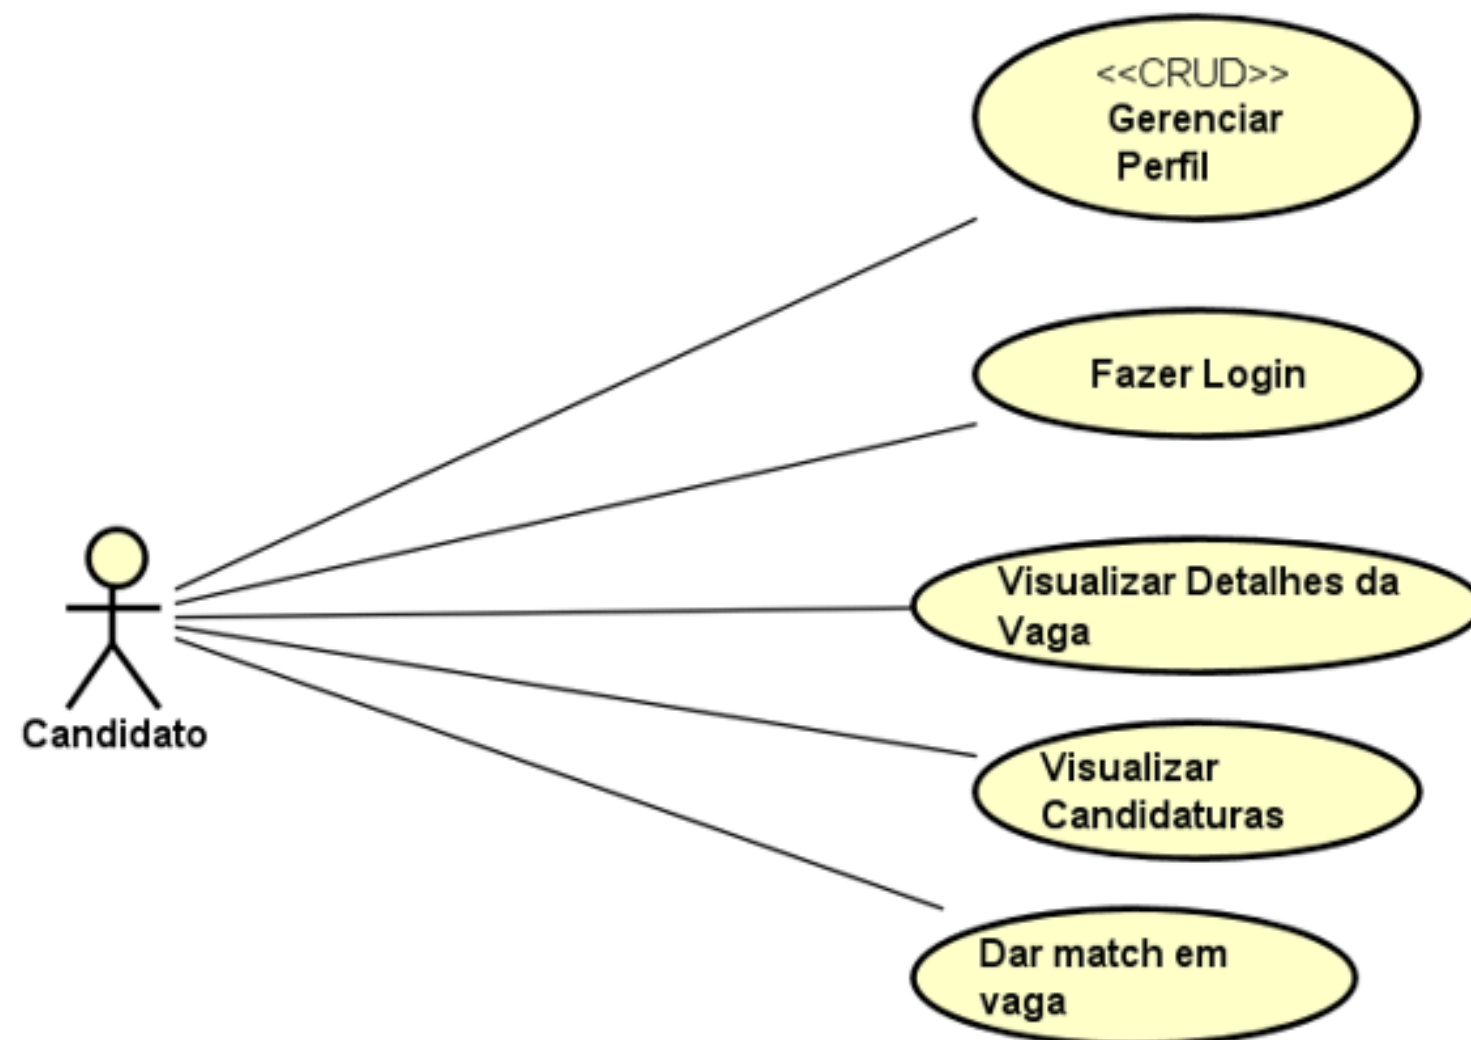 <<CRUD>>
Gerenciar
Perfil
Fazer Login
Visualizar Detalhes da
Vaga
Candidato
Visualizar
Candidaturas
Dar match em
vaga